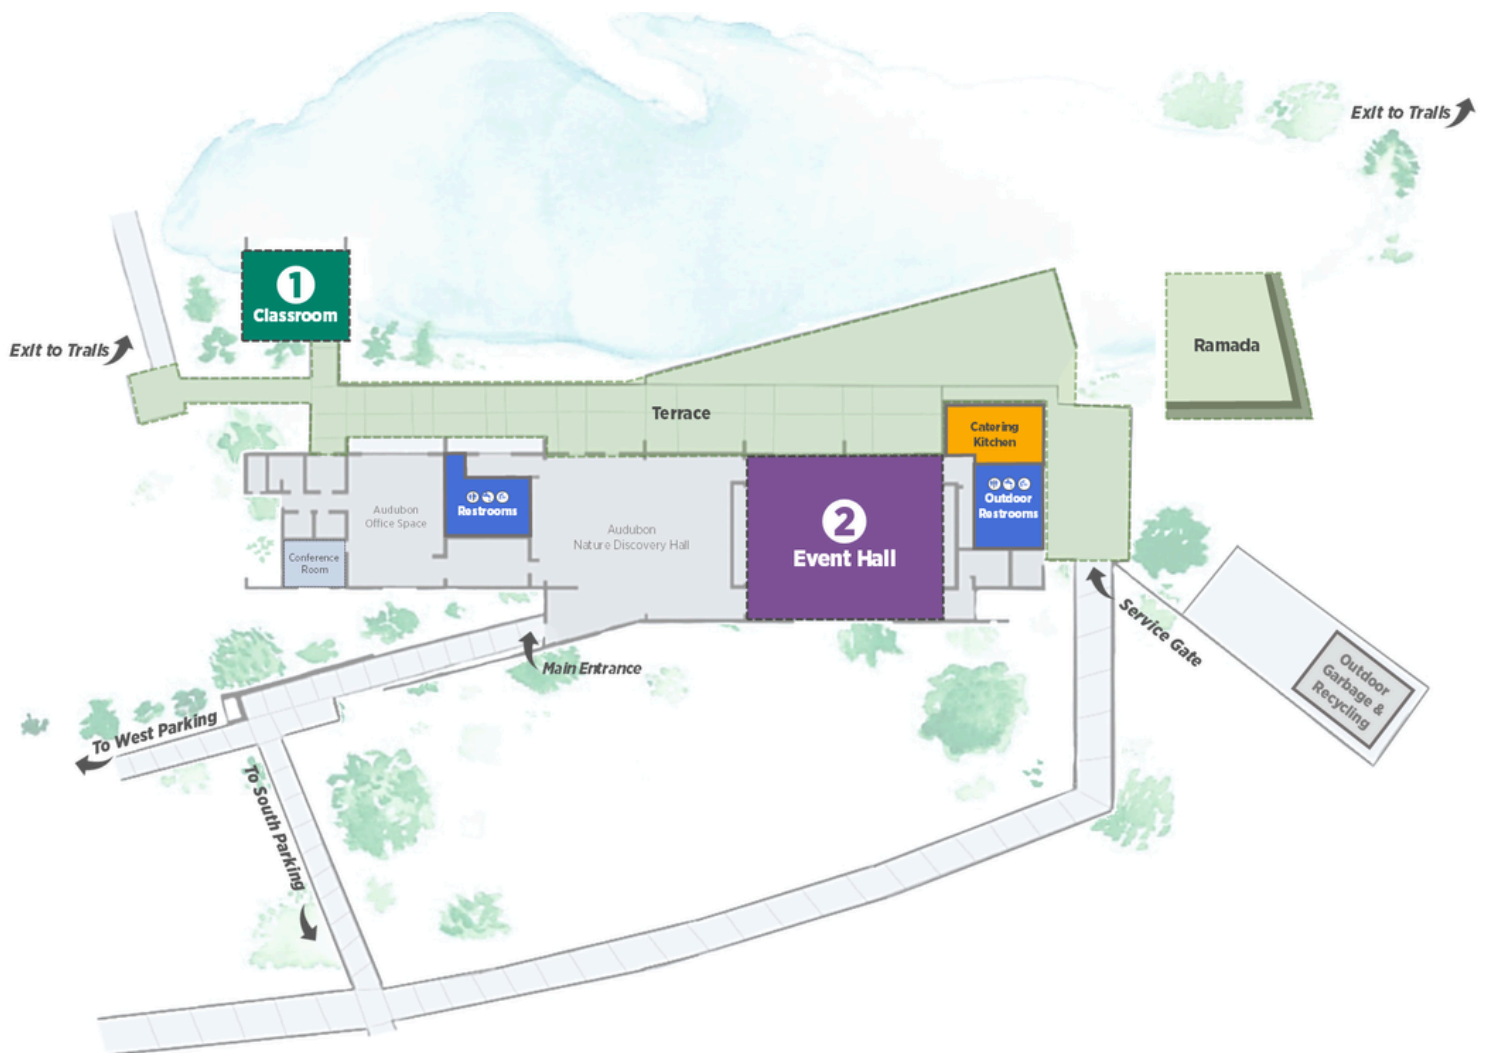 Exit to Trails
1
Classroom
Exit to Trails
Ramada
Terrace
Catering
Kitchen
Audubon
Office Space
Restrooms
Audubon
Nature Discovery Hall
2
Event Hall
Outdoor
Restrooms
Conference
Room
Service Gate
Main Entrance
Outdoor
Garbage &
Recycling
To West Parking
To South Parking